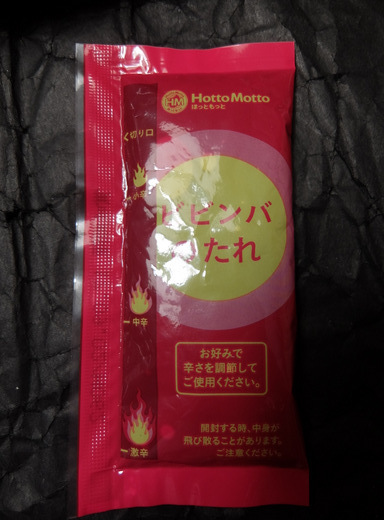 HM
HottoMotto
ほっともっと
切り口
小辛
ビビンバ
たれ
中辛
お好みで
辛さを調節して
ご使用ください。
激辛
開封する時、中身が
飛び散ることがあります。
ご注意ください。